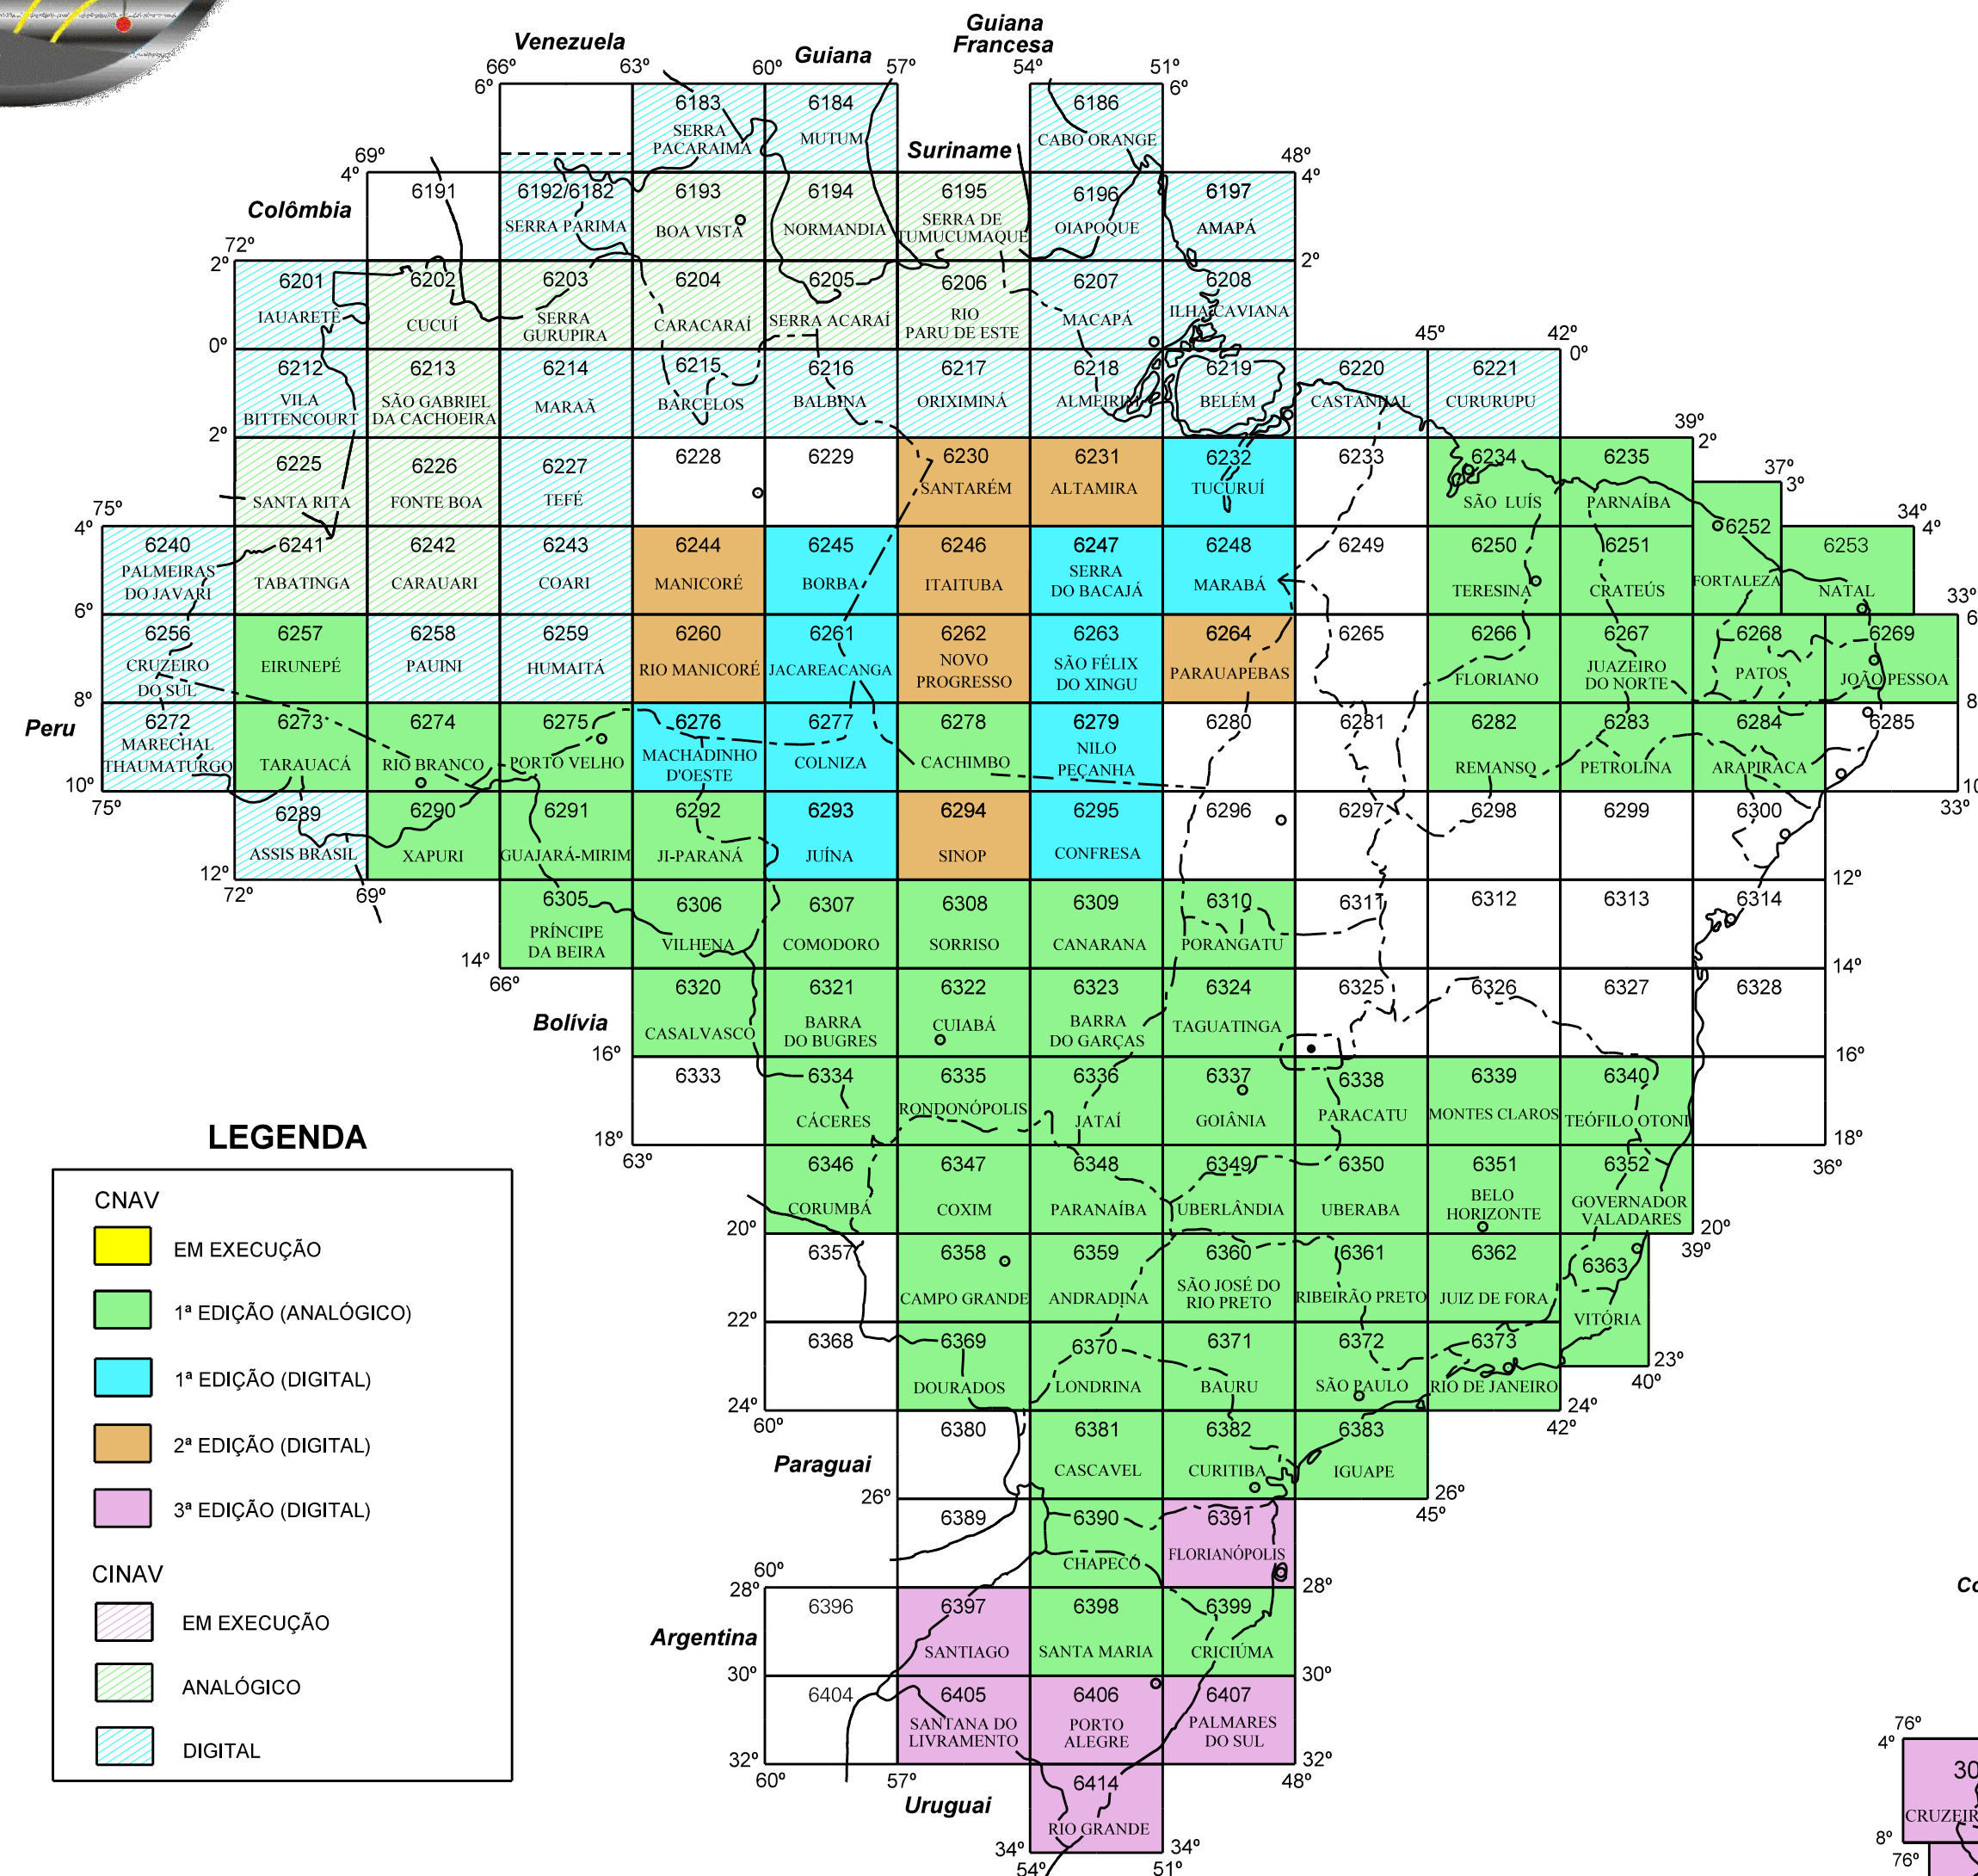 Guiana
Francesa
Venezuela
Guiana
66º 63º 60º 57º 54º 51º
6º 6183 6184 6186 6º
SERRA
PACARAIMA
MUTUM
CABO ORANGE
Suriname
69º 48º
4º 6191 6192/6182 6193 6194 6195 6196 6197 4º
Colômbia
SERRA PARIMA
BOA VISTA
NORMANDIA
SERRA DE
TUMUCUMAQUE
OIAPOQUE
AMAPÁ
72º
2º 6201 6202 6203 6204 6205 6206 6207 6208 2º
IAUARETÊ
CUCUÍ
SERRA
GURUPIRA
CARACARAÍ
SERRA ACARAÍ
RIO
PARU DE ESTE
MACAPÁ
ILHA CAVIANA
45º 42º
0º 6212 6213 6214 6215 6216 6217 6218 6219 6220 6221 0º
VILA
BITTENCOURT
SÃO GABRIEL
DA CACHOEIRA
MARAÃ
BARCELOS
BALBINA
ORIXIMINÁ
ALMEIRIM
BELÉM
CASTANHAL
CURURUPU
39º
2º 6225 6226 6227 6228 6229 6230 6231 6232 6233 6234 6235 2º
SANTA RITA
FONTE BOA
TEFÉ
SANTARÉM
ALTAMIRA
TUCURUÍ
SÃO LUÍS
PARNAÍBA
37º
3º
75º 34º
4º 6240 6241 6242 6243 6244 6245 6246 6247 6248 6249 6250 6251 6252 6253 4º
PALMEIRAS
DO JAVARI
TABATINGA
CARAUARI
COARI
MANICORÉ
BORBA
ITAITUBA
SERRA
DO BACAJÁ
MARABÁ
TERESINA
CRATEÚS
FORTALEZA
NATAL
33º
6º 6256 6257 6258 6259 6260 6261 6262 6263 6264 6265 6266 6267 6268 6269 6
CRUZEIRO
DO SUL
EIRUNEPÉ
PAUINI
HUMAITÁ
RIO MANICORÉ
JACAREACANGA
NOVO
PROGRESSO
SÃO FÉLIX
DO XINGU
PARAUAPEBAS
FLORIANO
JUAZEIRO
DO NORTE
PATOS
JOÃO PESSOA
Peru
8º 6272 6273 6274 6275 6276 6277 6278 6279 6280 6281 6282 6283 6284 6285 8
MARECHAL
THAUMATURGO
TARAUACÁ
RIO BRANCO
PORTO VELHO
MACHADINHO
D'OESTE
COLNIZA
CACHIMBO
NILO
PEÇANHA
REMANSO
PETROLINA
ARAPIRACA
10º 10
75º 33º
6289 6290 6291 6292 6293 6294 6295 6296 6297 6298 6299 6300
ASSIS BRASIL
XAPURI
GUAJARÁ-MIRIM
JI-PARANÁ
JUÍNA
SINOP
CONFRESA
12º 12º
72º 69º
6305 6306 6307 6308 6309 6310 6311 6312 6313 6314
PRÍNCIPE
DA BEIRA
VILHENA
COMODORO
SORRISO
CANARANA
PORANGATU
14º 14º
66º
6320 6321 6322 6323 6324 6325 6326 6327 6328
Bolívia
CASALVASCO
BARRA
DO BUGRES
CUIABÁ
BARRA
DO GARÇAS
TAGUATINGA
16º 16º
6333 6334 6335 6336 6337 6338 6339 6340
CÁCERES
RONDONÓPOLIS
JATAÍ
GOIÂNIA
PARACATU
MONTES CLAROS
TEÓFILO OTONI
18º 18º
63º 36º
6346 6347 6348 6349 6350 6351 6352
CORUMBÁ
COXIM
PARANAÍBA
UBERLÂNDIA
UBERABA
BELO
HORIZONTE
GOVERNADOR
VALADARES
20º 20º
39º
6357 6358 6359 6360 6361 6362 6363
CAMPO GRANDE
ANDRADINA
SÃO JOSÉ DO
RIO PRETO
RIBEIRÃO PRETO
JUIZ DE FORA
VITÓRIA
22º
6368 6369 6370 6371 6372 6373
23º
40º
DOURADOS
LONDRINA
BAURU
SÃO PAULO
RIO DE JANEIRO
24º 24º
60º 42º
6380 6381 6382 6383
Paraguai
CASCAVEL
CURITIBA
IGUAPE
26º 26º
45º
6389 6390 6391
CHAPECÓ
FLORIANÓPOLIS
60º
28º 28º
6396 6397 6398 6399
Argentina
SANTIAGO
SANTA MARIA
CRICIÚMA
30º 30º
6404 6405 6406 6407
SANTANA DO
LIVRAMENTO
PORTO
ALEGRE
PALMARES
DO SUL
32º 32º
60º 57º 48º
Uruguai
6414
RIO GRANDE
34º 34º
54º 51º
LEGENDA
CNAV
EM EXECUÇÃO
1ª EDIÇÃO (ANALÓGICO)
1ª EDIÇÃO (DIGITAL)
2ª EDIÇÃO (DIGITAL)
3ª EDIÇÃO (DIGITAL)
CINAV
EM EXECUÇÃO
ANALÓGICO
DIGITAL
Co
76º
4º
30
CRUZEIR
8º
76º